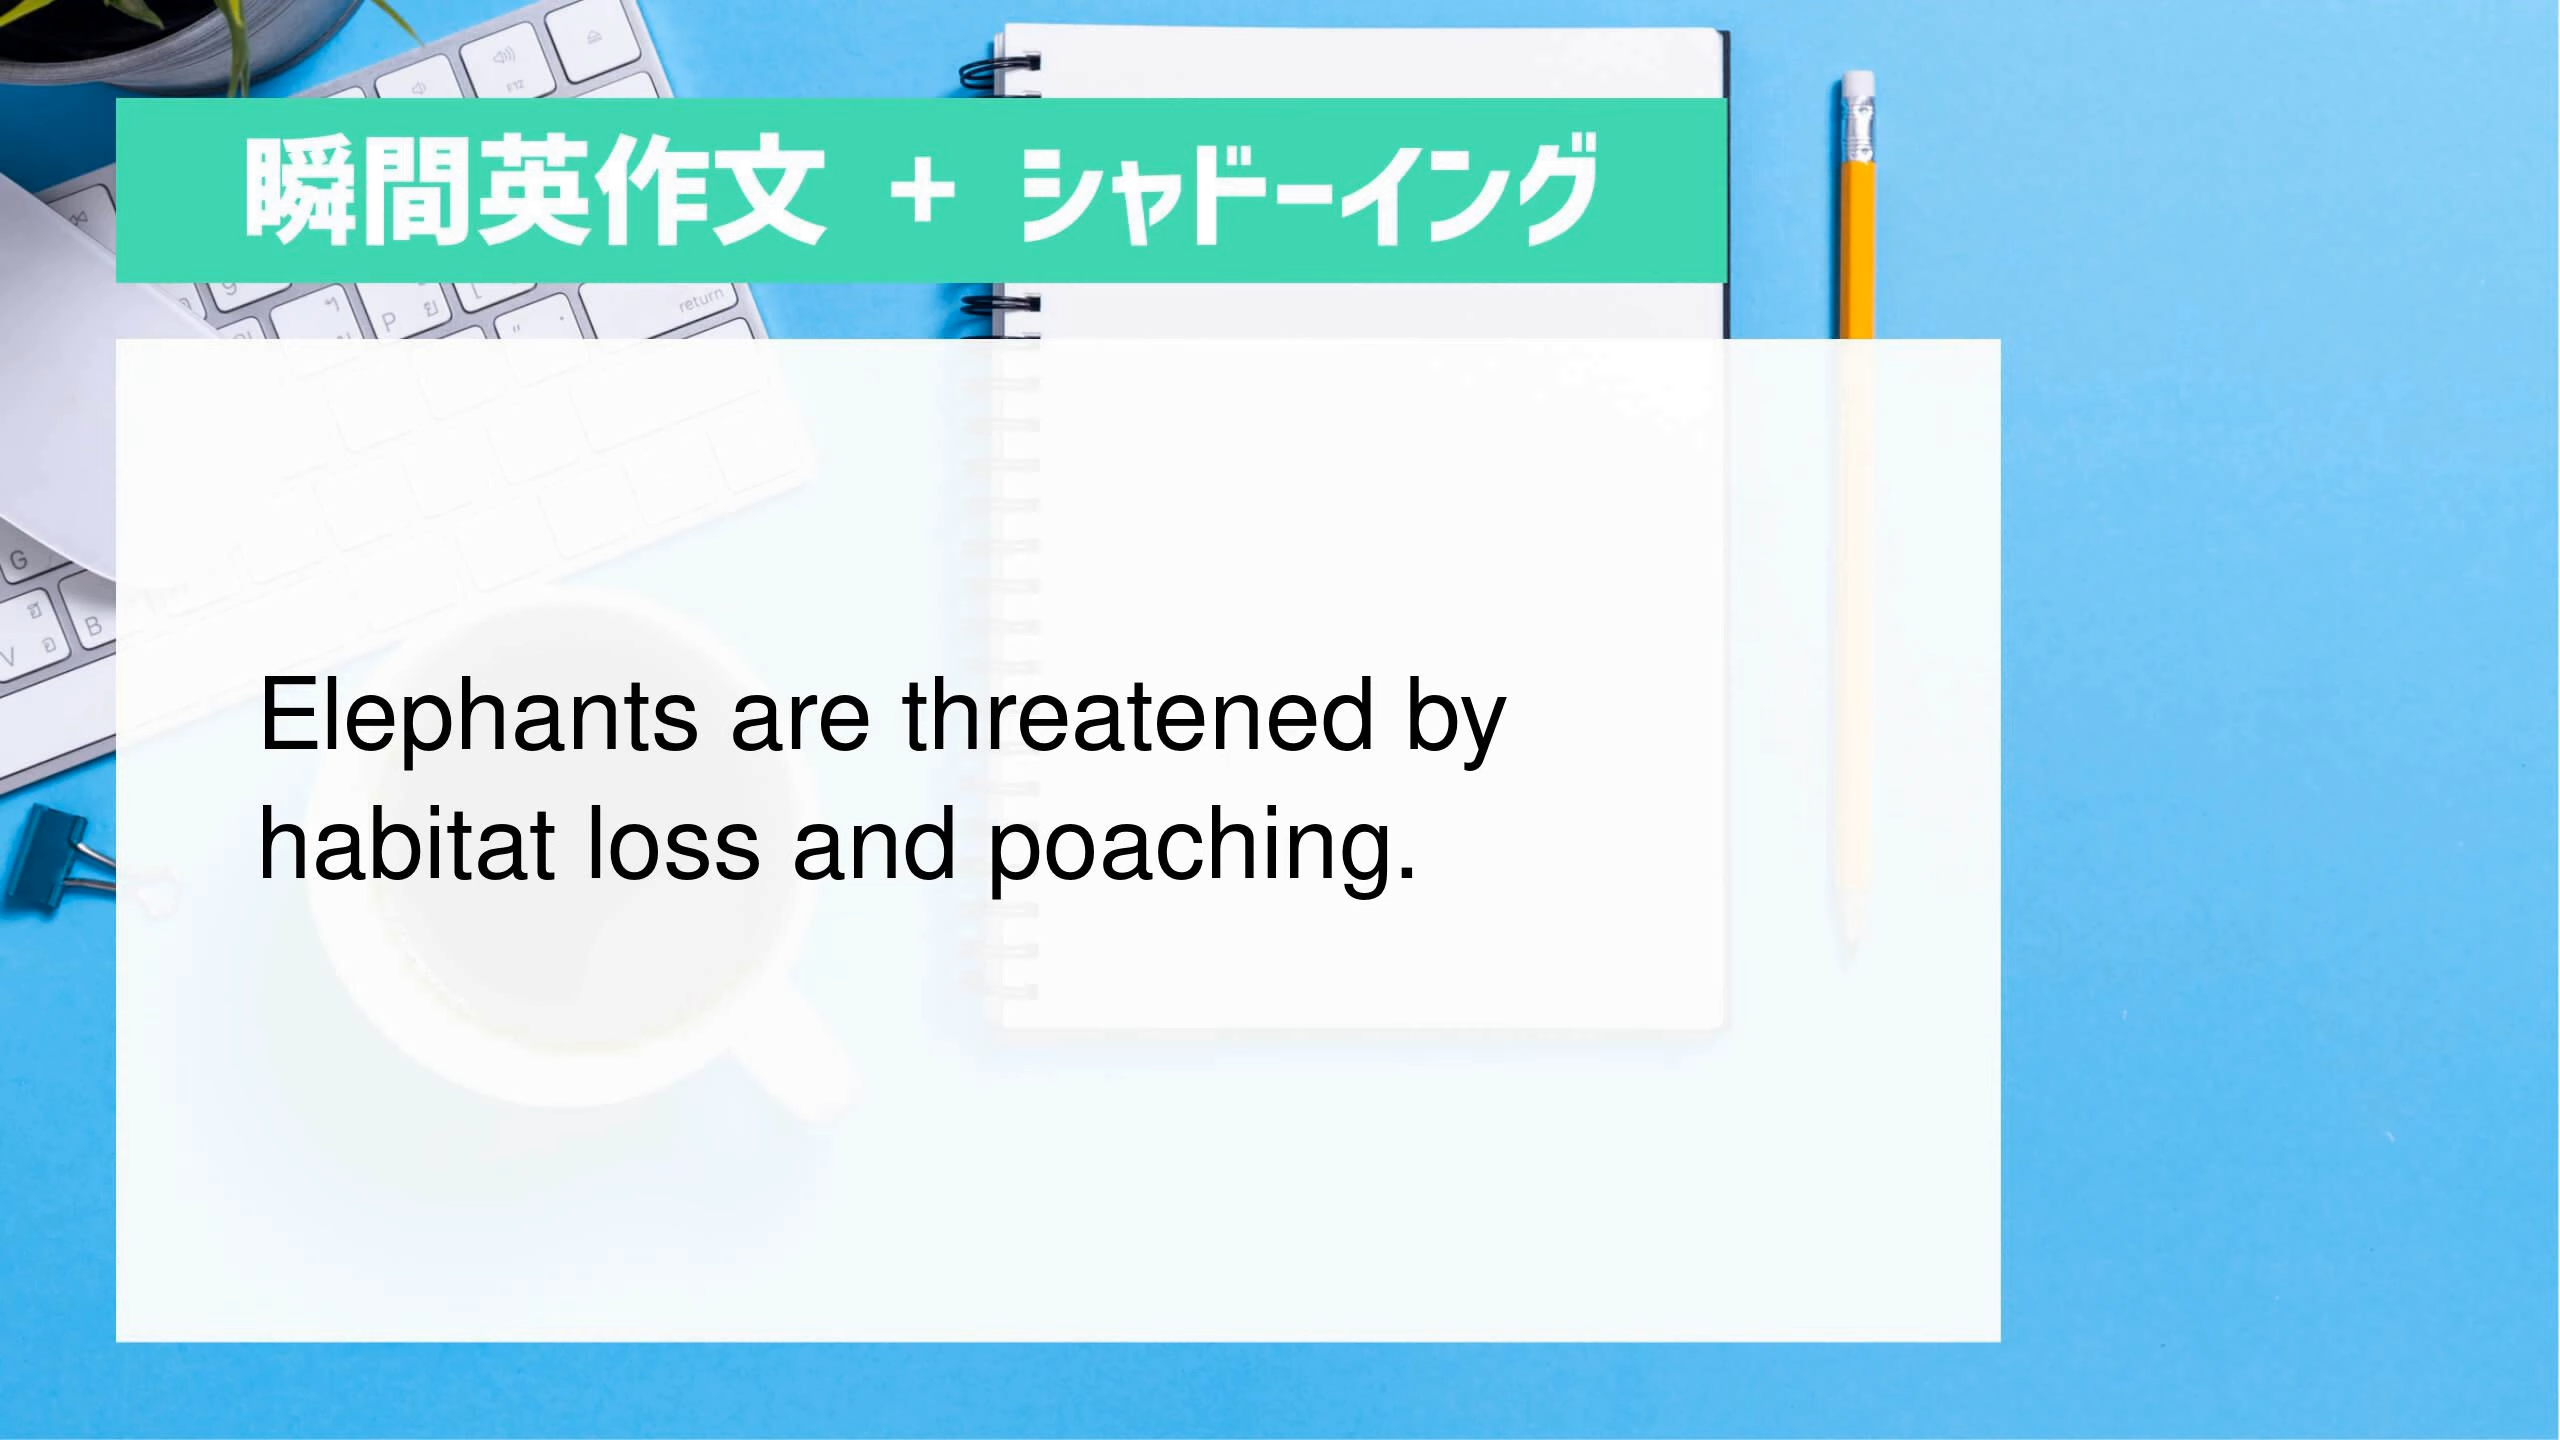 瞬間英作文 + シャドーイング
return
Elephants are threatened by
habitat loss and poaching.